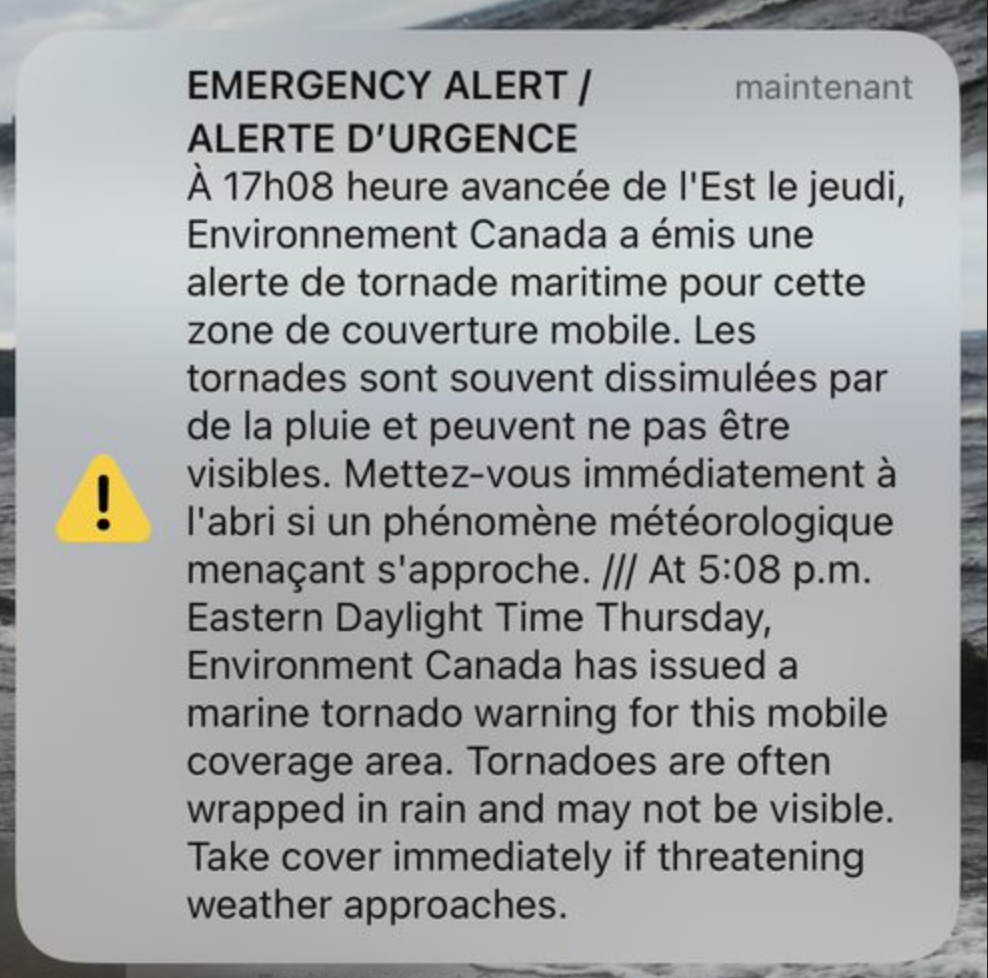 EMERGENCY ALERT /
maintenant
ALERTE D’URGENCE
À 17h08 heure avancée de l'Est le jeudi,
Environnement Canada a émis une
alerte de tornade maritime pour cette
zone de couverture mobile. Les
tornades sont souvent dissimulées par
de la pluie et peuvent ne pas être
visibles. Mettez-vous immédiatement à
l'abri si un phénomène météorologique
menaçant s'approche. /// At 5:08 p.m.
Eastern Daylight Time Thursday,
Environment Canada has issued a
marine tornado warning for this mobile
coverage area. Tornadoes are often
wrapped in rain and may not be visible.
Take cover immediately if threatening
weather approaches.